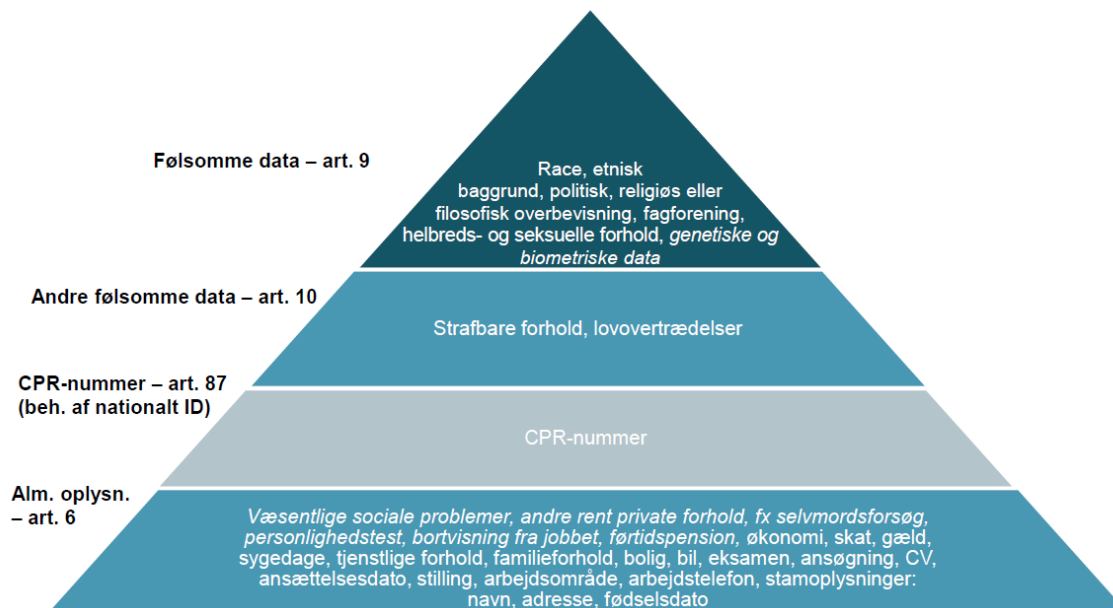 Følsomme data – art. 9
Race, etnisk
baggrund, politisk, religiøs eller
filosofisk overbevisning, fagforening,
helbreds- og seksuelle forhold, genetiske og
biometriske data
Andre følsomme data – art. 10
Strafbare forhold, lovovertrædelser
CPR-nummer – art. 87
(beh. af nationalt ID)
CPR-nummer
Alm. oplysn.
– art. 6
Væsentlige sociale problemer, andre rent private forhold, fx selvmordsforsøg,
personlighedstest, bortvisning fra jobbet, førtidspension, økonomi, skat, gæld,
sygedage, tjenstlige forhold, familieforhold, bolig, bil, eksamen, ansøgning, CV,
ansættelsesdato, stilling, arbejdsområde, arbejdstelefon, stamoplysninger:
navn, adresse, fødselsdato